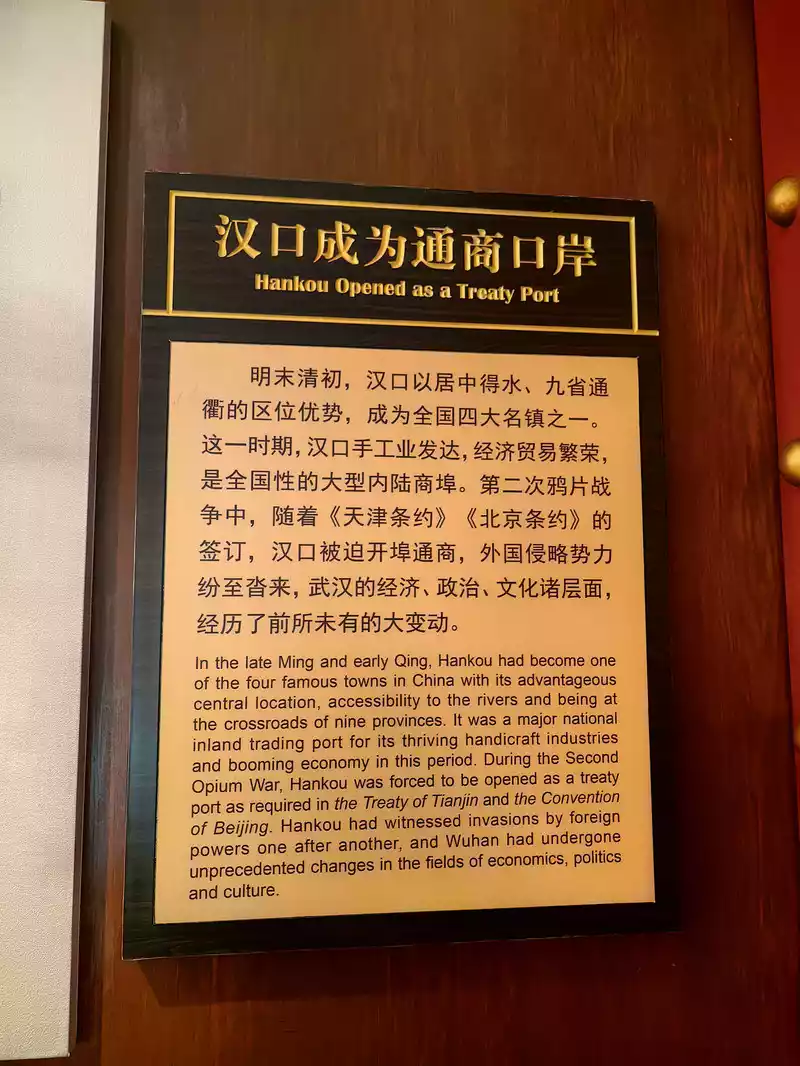 汉口成为通商口岸
Hankou Opened as a Treaty Port
明末清初，汉口以居中得水、九省通
衢的区位优势，成为全国四大名镇之一。
这一时期，汉口手工业发达，经济贸易繁荣，
是全国性的大型内陆商埠。第二次鸦片战
争中，随着《天津条约》《北京条约》的
签订，汉口被迫开埠通商，外国侵略势力
纷至沓来，武汉的经济、政治、文化诸层面，
经历了前所未有的大变动。
In the late Ming and early Qing, Hankou had become one
of the four famous towns in China with its advantageous
central location, accessibility to the rivers and being at
the crossroads of nine provinces. It was a major national
inland trading port for its thriving handicraft industries
and booming economy in this period. During the Second
Opium War, Hankou was forced to be opened as a treaty
port as required in the Treaty of Tianjin and the Convention
of Beijing. Hankou had witnessed invasions by foreign
powers one after another, and Wuhan had undergone
unprecedented changes in the fields of economics, politics
and culture.